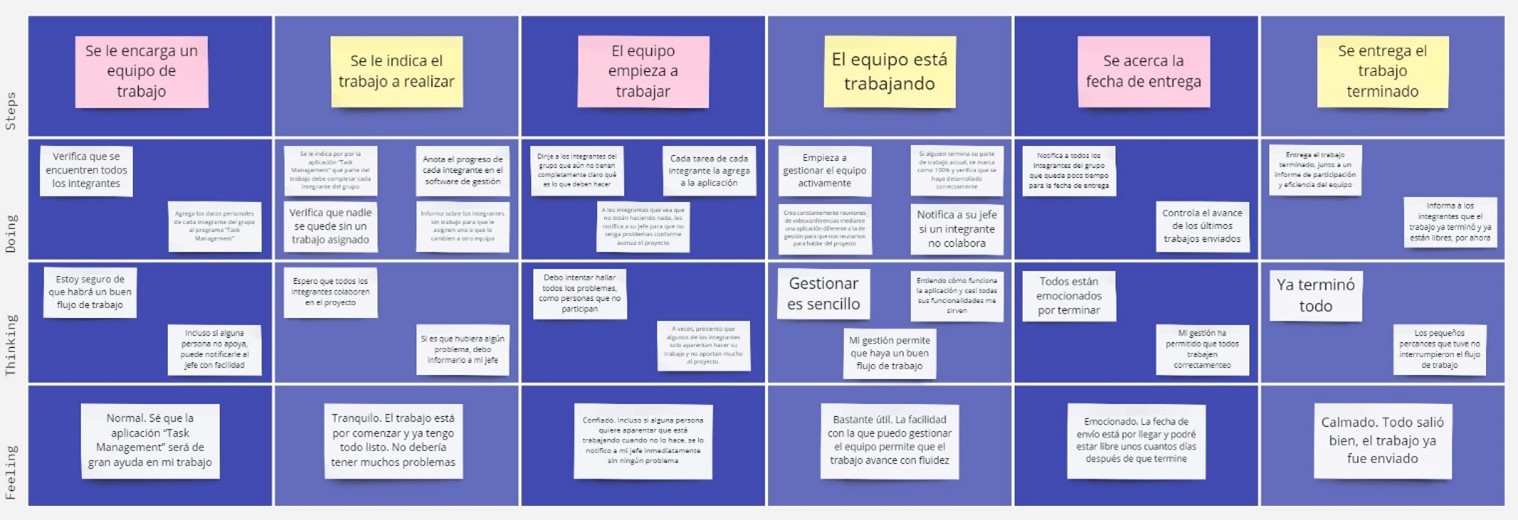 Steps
Se le encarga un
equipo de
trabajo
Se le indica el
trabajo a realizar
El equipo
empieza a
trabajar
El equipo está
trabajando
Se acerca la
fecha de entrega
Se entrega el
trabajo
terminado
Doing
Verifica que se
encuentren todos
los integrantes
Agrega los datos personales
de cada integrante del grupo
al programa "Task
Management"
Se le indica por por la
aplicación "Task
Management" qué parte del
trabajo debe completar cada
integrante del grupo
Anota el progreso de
cada integrante en el
software de gestión
Verifica que nadie
se quede sin un
trabajo asignado
Informa sobre los integrantes
sin trabajo para que le
asignen uno o que la
cambien a otro equipo
Dirije a los integrantes del
grupo que aún no tienen
completamente claro qué
es lo que deben hacer
Cada tarea de cada
integrante la agrega
a la aplicación
A los integrantes que vea que
no están haciendo nada, les
notifica a su jefe para que no
tenga problemas conforme
avanza el proyecto
Empieza a
gestionar el equipo
activamente
Si alguien termina su parte
de trabajo actual, se marca
como 100% y verifica que se
haya desarrollado
correctamente
Crea constantemente reuniones
de videoconferencias mediante
una aplicación diferente a la de
gestión para que nos reunamos
para hablar del proyecto
Notifica a su jefe
si un integrante
no colabora
Notifica a todos los
integrantes del grupo
que queda poco tiempo
para la fecha de entrega
Controla el avance
de los últimos
trabajos enviados
Entrega el trabajo
terminado, junto a un
informe de participación
y eficiencia del equipo
Informa a los
integrantes que el
trabajo ya terminó y ya
están libres, por ahora
Thinking
Estoy seguro de
que habrá un buen
flujo de trabajo
Incluso si alguna
persona no apoya,
puede notificarle al
jefe con facilidad
Espero que todos los
integrantes colaboren
en el proyecto
Si es que hubiera algún
problema, debo
informarlo a mi jefe
Debo intentar hallar
todos los problemas,
como personas que no
participan
A veces, presiento que
algunos de los integrantes
solo aparentan hacer su
trabajo y no aportan mucho
al proyecto
Gestionar
es sencillo
Entiendo cómo funciona
la aplicación y casi todas
sus funcionalidades me
sirven
Mi gestión permite
que haya un buen
flujo de trabajo
Todos están
emocionados
por terminar
Mi gestión ha
permitido que todos
trabajen
correctamenteo
Ya terminó
todo
Los pequeños
percances que tuve no
interrumpieron el flujo
de trabajo
Feeling
Normal. Sé que la
aplicación "Task
Management" será de
gran ayuda en mi trabajo
Tranquilo. El trabajo está
por comenzar y ya tengo
todo listo. No debería
tener muchos problemas
Confiado. Incluso si alguna persona
quiere aparentar que está
trabajando cuando no lo hace, se lo
notifico a mi jefe inmediatamente
sin ningún problema
Bastante útil. La facilidad
con la que puedo gestionar
el equipo permite que el
trabajo avance con fluidez
Emocionado. La fecha de
envío está por llegar y podré
estar libre unos cuantos días
después de que termine
Calmado. Todo salió
bien, el trabajo ya
fue enviado